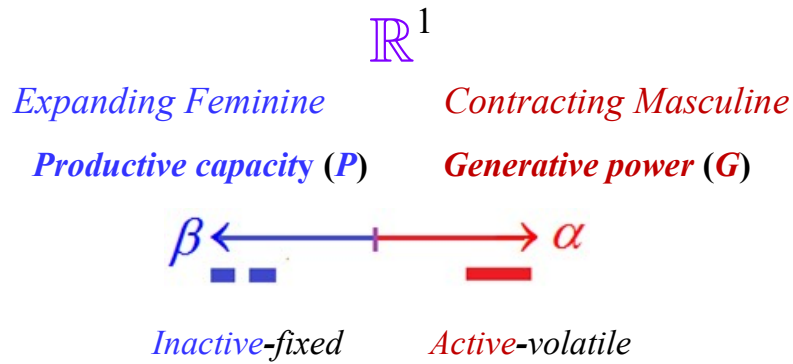 ℝ¹
Expanding Feminine Contracting Masculine
Productive capacity (P) Generative power (G)
β α
Inactive-fixed Active-volatile